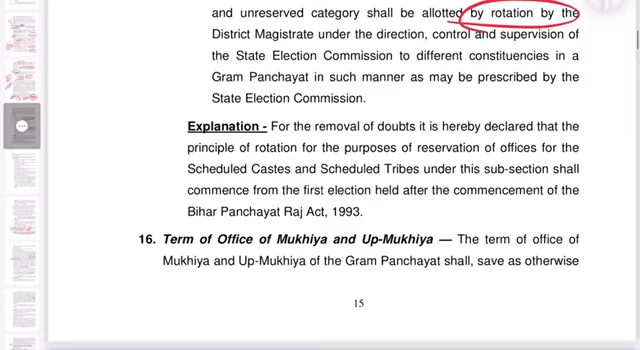 and unreserved category shall be allotted by rotation by the
District Magistrate under the direction, control and supervision of
the State Election Commission to different constituencies in a
Gram Panchayat in such manner as may be prescribed by the
State Election Commission.
Explanation - For the removal of doubts it is hereby declared that the
principle of rotation for the purposes of reservation of offices for the
Scheduled Castes and Scheduled Tribes under this sub-section shall
commence from the first election held after the commencement of the
Bihar Panchayat Raj Act, 1993.
16. Term of Office of Mukhiya and Up-Mukhiya — The term of office of
Mukhiya and Up-Mukhiya of the Gram Panchayat shall, save as otherwise
15